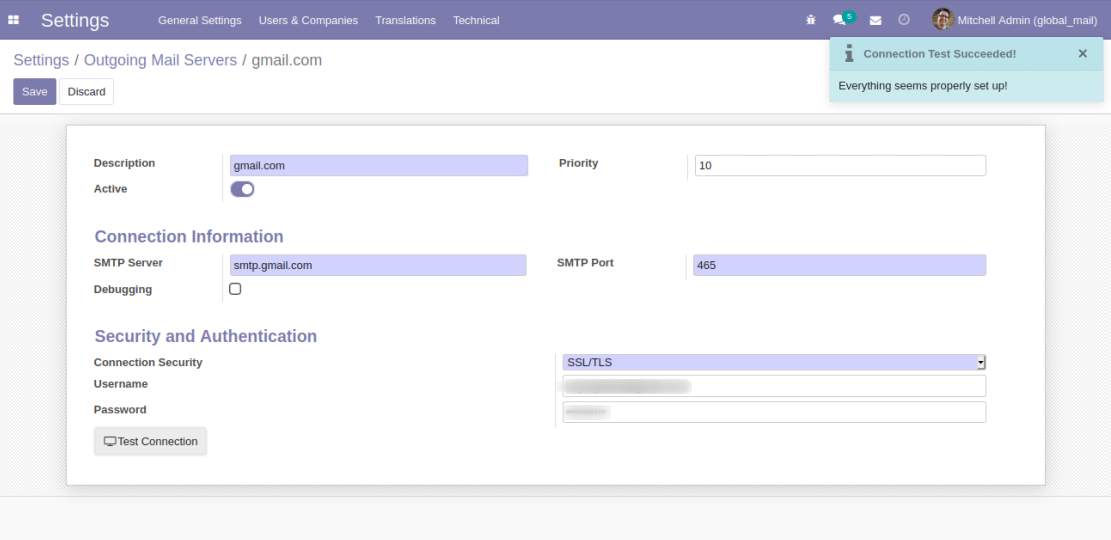 Settings General Settings Users & Companies Translations Technical 5 Mitchell Admin (global_mail)
Settings / Outgoing Mail Servers / gmail.com
Connection Test Succeeded! ×
Save Discard
Everything seems properly set up!
Description gmail.com Priority 10
Active
Connection Information
SMTP Server smtp.gmail.com SMTP Port 465
Debugging
Security and Authentication
Connection Security SSL/TLS
Username
Password
Test Connection